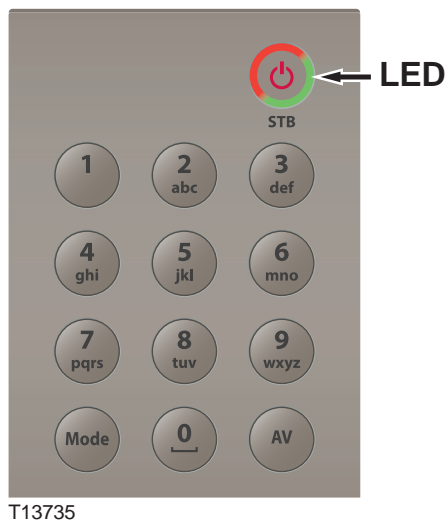 LED
STB
1
2
abc
3
def
4
ghi
5
jkl
6
mno
7
pqrs
8
tuv
9
wxyz
Mode
0
AV
T13735